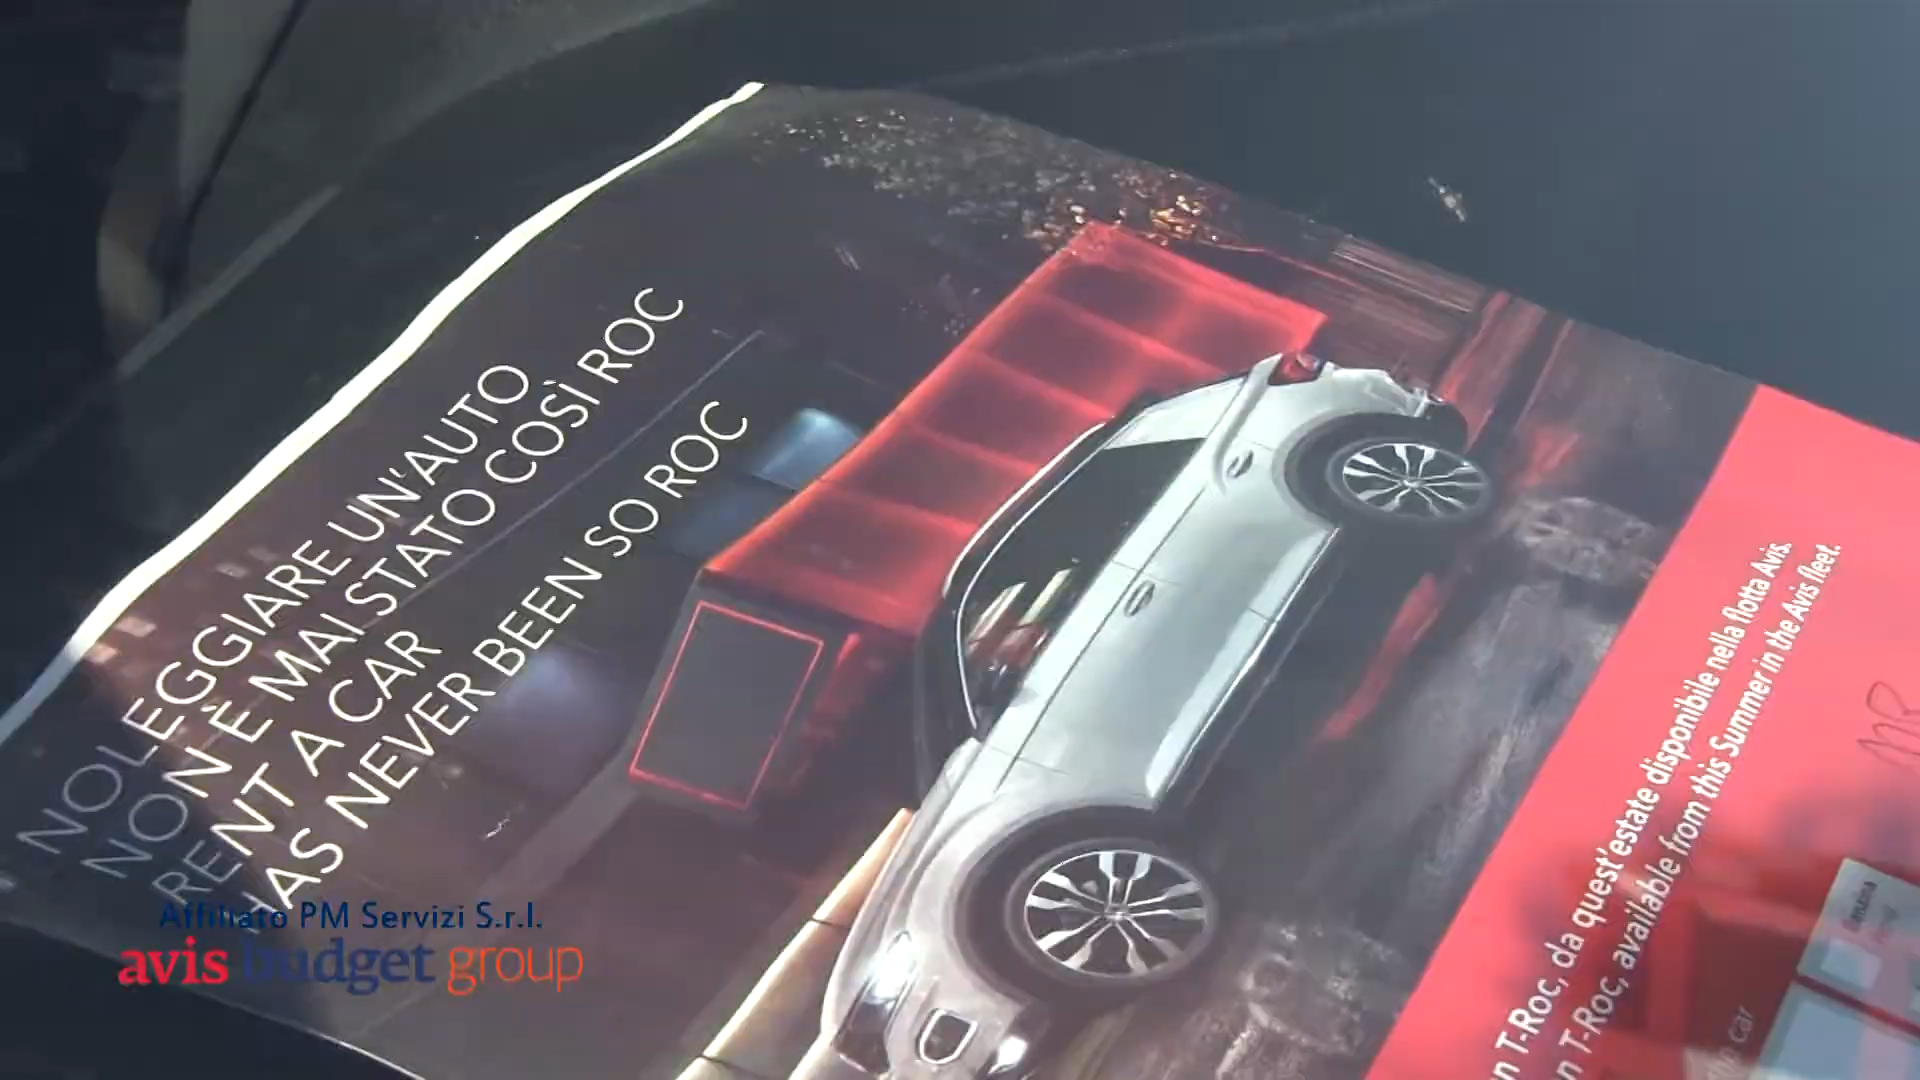 NOLEGGIARE UN'AUTO
NON È MAI STATO COSÌ ROC
RENT A CAR
HAS NEVER BEEN SO ROC
n T-Roc, da quest'estate disponibile nella flotta Avis.
n T-Roc, available from this Summer in the Avis fleet.
Benzina
car
Affiliato PM Servizi S.r.l.
avis budget group